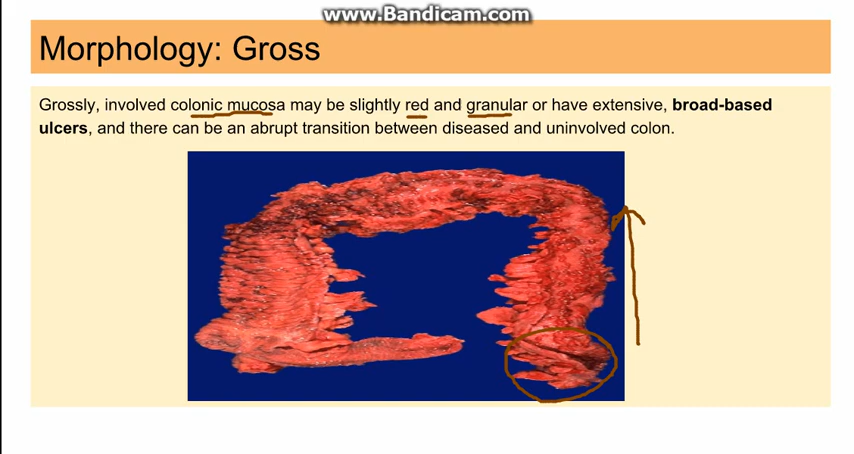 www.Bandicam.com
Morphology: Gross
Grossly, involved colonic mucosa may be slightly red and granular or have extensive, broad-based
ulcers, and there can be an abrupt transition between diseased and uninvolved colon.